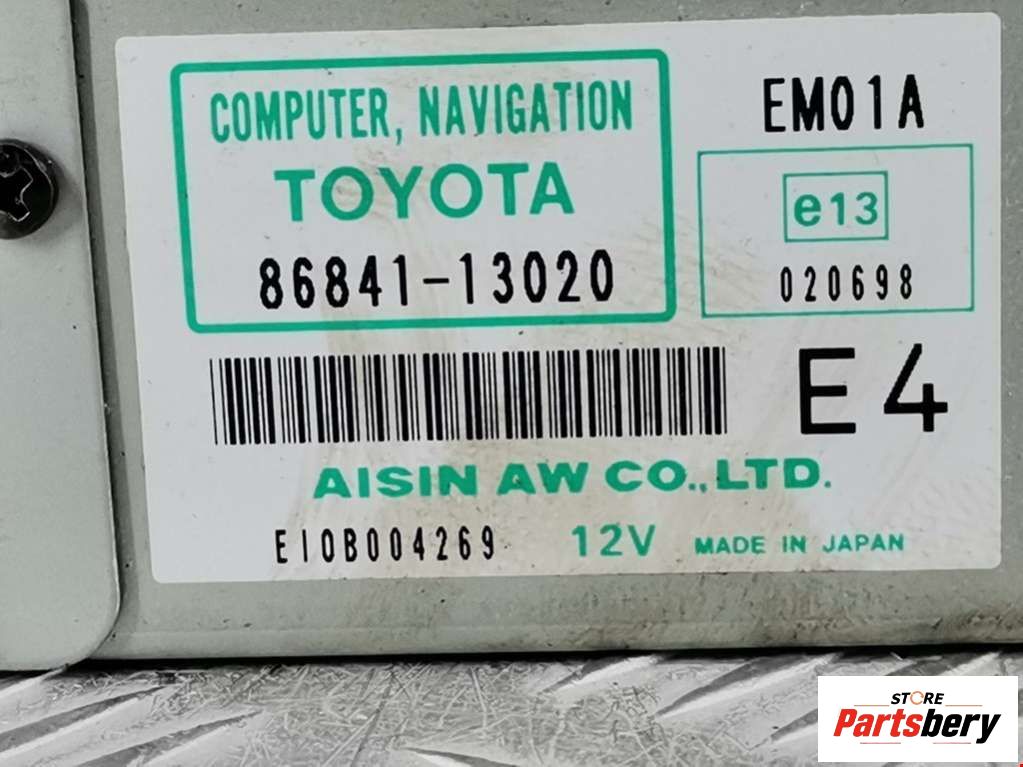 COMPUTER, NAVIGATION
TOYOTA
86841-13020
EM01A
e13
020698
E4
AISIN AW CO., LTD.
EI0B004269 12V MADE IN JAPAN
STORE
Partsbery